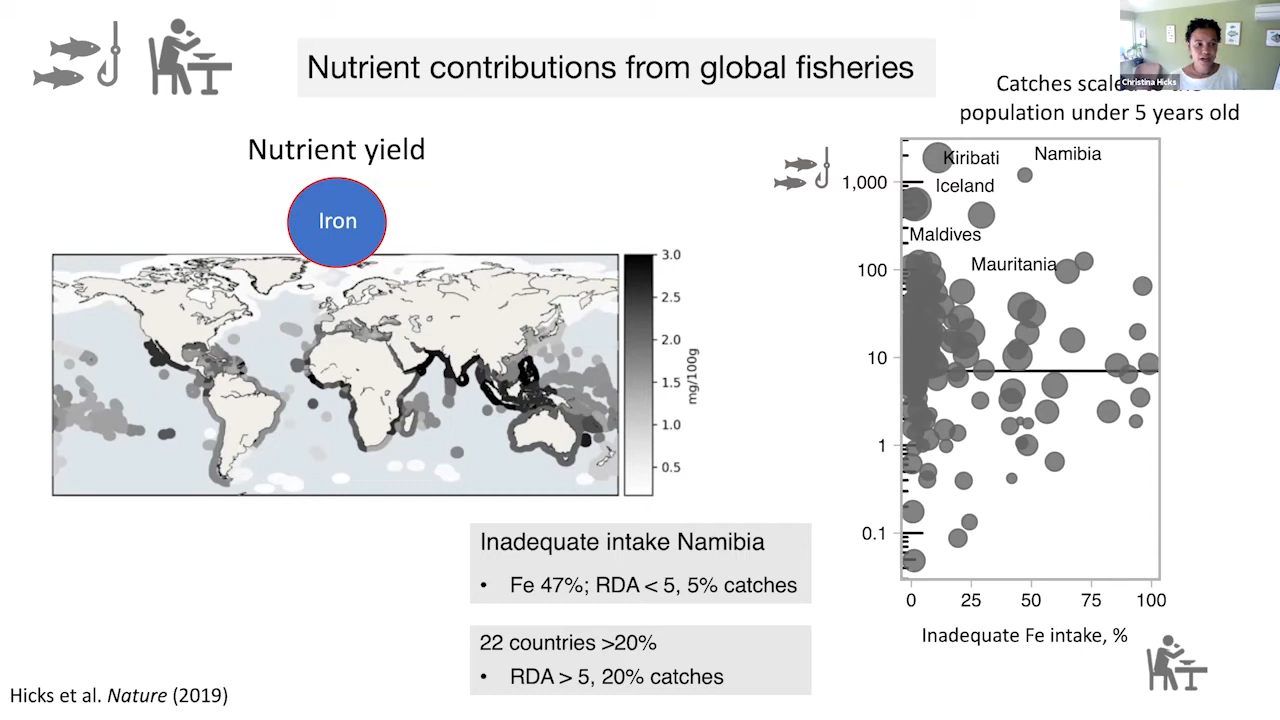 Nutrient contributions from global fisheries
Christina Hicks
Catches scaled to the
population under 5 years old
Nutrient yield
Iron
3.0
2.5
2.0
1.5
1.0
0.5
mg/100g
Kiribati
Namibia
Iceland
Maldives
Mauritania
1,000
100
10
1
0.1
0
25
50
75
100
Inadequate Fe intake, %
Inadequate intake Namibia
• Fe 47%; RDA < 5, 5% catches
22 countries >20%
• RDA > 5, 20% catches
Hicks et al. Nature (2019)